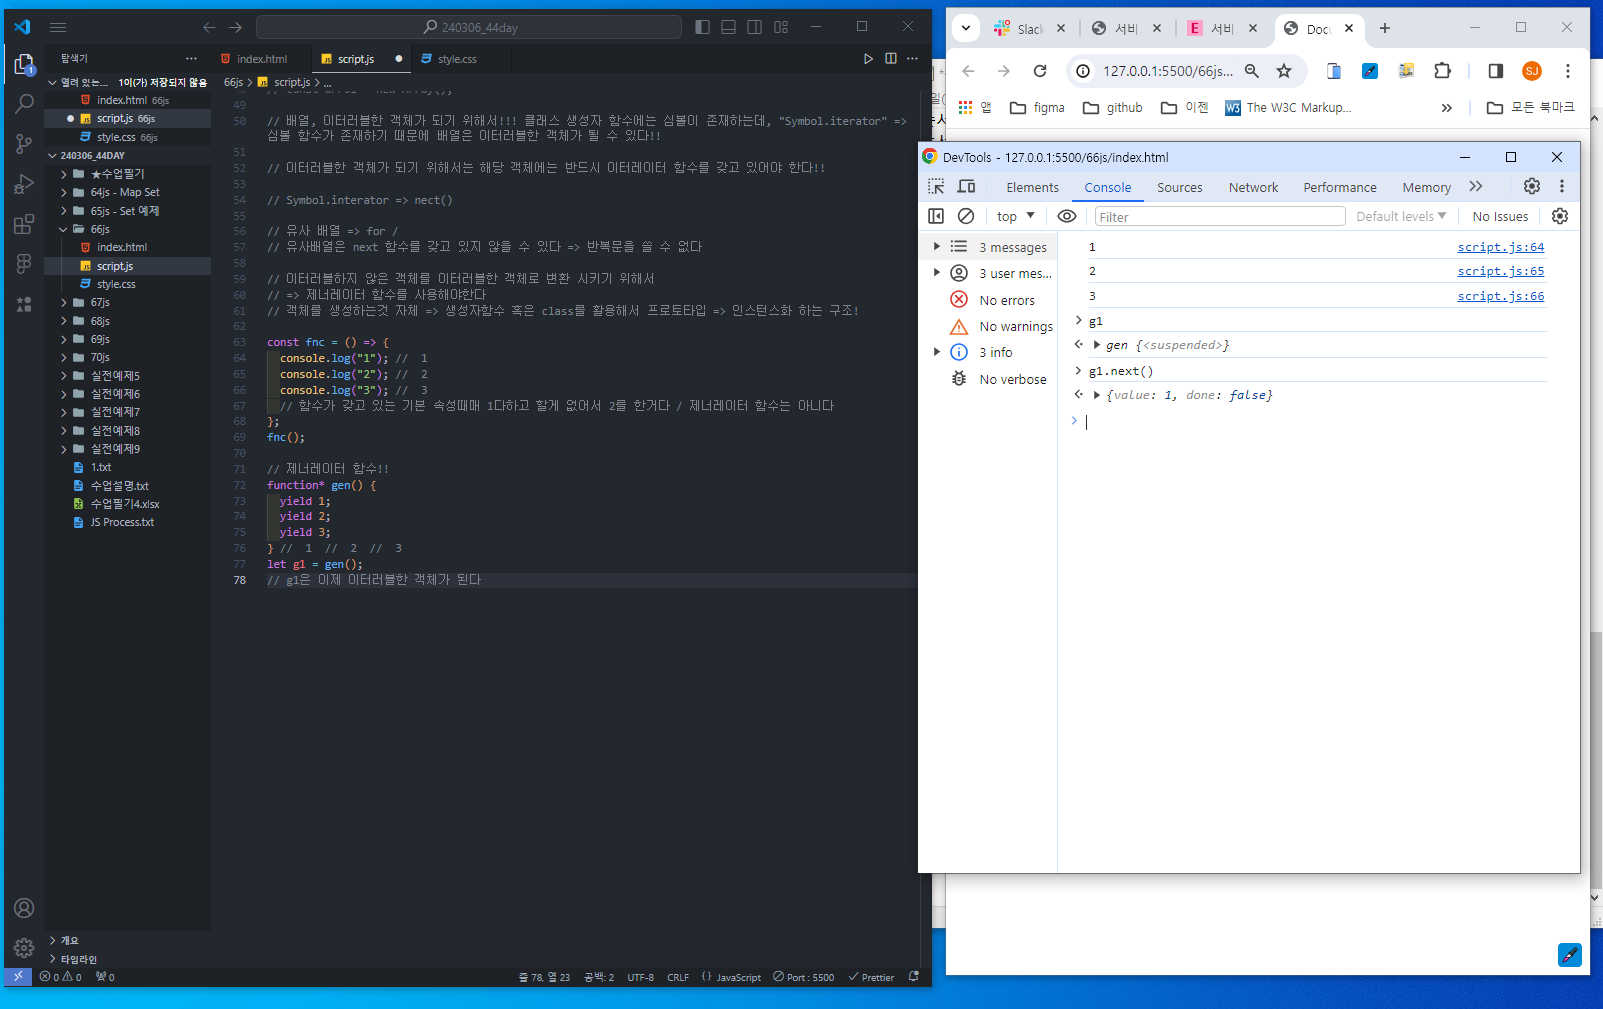 240306_44day
탐색기
index.html
script.js
style.css
열려 있는... 1이(가) 저장되지 않음
index.html 66js
script.js 66js
style.css 66js
240306_44DAY
★수업필기
64js - Map Set
65js - Set 예제
66js
index.html
script.js
style.css
67js
68js
69js
70js
실전예제5
실전예제6
실전예제7
실전예제8
실전예제9
1.txt
수업설명.txt
수업필기4.xlsx
JS Process.txt
개요
타임라인
66js > script.js > ...
49
50 // 배열, 이터러블한 객체가 되기 위해서!!! 클래스 생성자 함수에는 심볼이 존재하는데, "Symbol.iterator" =>
심볼 함수가 존재하기 때문에 배열은 이터러블한 객체가 될 수 있다!!
51
52 // 이터러블한 객체가 되기 위해서는 해당 객체에는 반드시 이터레이터 함수를 갖고 있어야 한다!!
53
54 // Symbol.interator => nect()
55
56 // 유사 배열 => for /
57 // 유사배열은 next 함수를 갖고 있지 않을 수 있다 => 반복문을 쓸 수 없다
58
59 // 이터러블하지 않은 객체를 이터러블한 객체로 변환 시키기 위해서
60 // => 제너레이터 함수를 사용해야한다
61 // 객체를 생성하는것 자체 => 생성자함수 혹은 class를 활용해서 프로토타입 => 인스턴스화 하는 구조!
62
63 const fnc = () => {
64 console.log("1"); // 1
65 console.log("2"); // 2
66 console.log("3"); // 3
67 // 함수가 갖고 있는 기본 속성때매 1다하고 할게 없어서 2를 한거다 / 제너레이터 함수는 아니다
68 };
69 fnc();
70
71 // 제너레이터 함수!!
72 function* gen() {
73 yield 1;
74 yield 2;
75 yield 3;
76 } // 1 // 2 // 3
77 let g1 = gen();
78 // g1은 이제 이터러블한 객체가 된다
0 0 0
줄 78, 열 23 공백: 2 UTF-8 CRLF {} JavaScript Port : 5500 Prettier
Slack
서비
E 서비
Docu
127.0.0.1:5500/66js...
SJ
앱 figma github 이젠 W3 The W3C Markup... » 모든 북마크
DevTools - 127.0.0.1:5500/66js/index.html
Elements Console Sources Network Performance Memory
top Filter Default levels No Issues
3 messages
3 user mes...
No errors
No warnings
3 info
No verbose
1 script.js:64
2 script.js:65
3 script.js:66
g1
gen {<suspended>}
g1.next()
{value: 1, done: false}